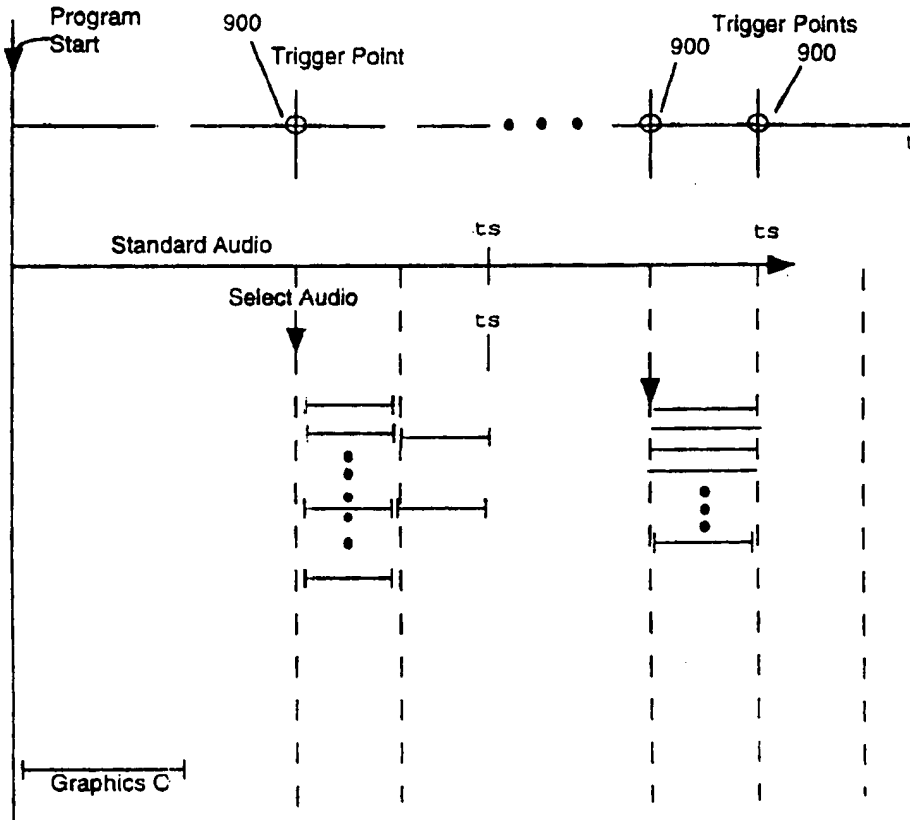 Program
Start
900
Trigger Point
Trigger Points
900
900
t
Standard Audio
ts
ts
Select Audio
ts
Graphics C